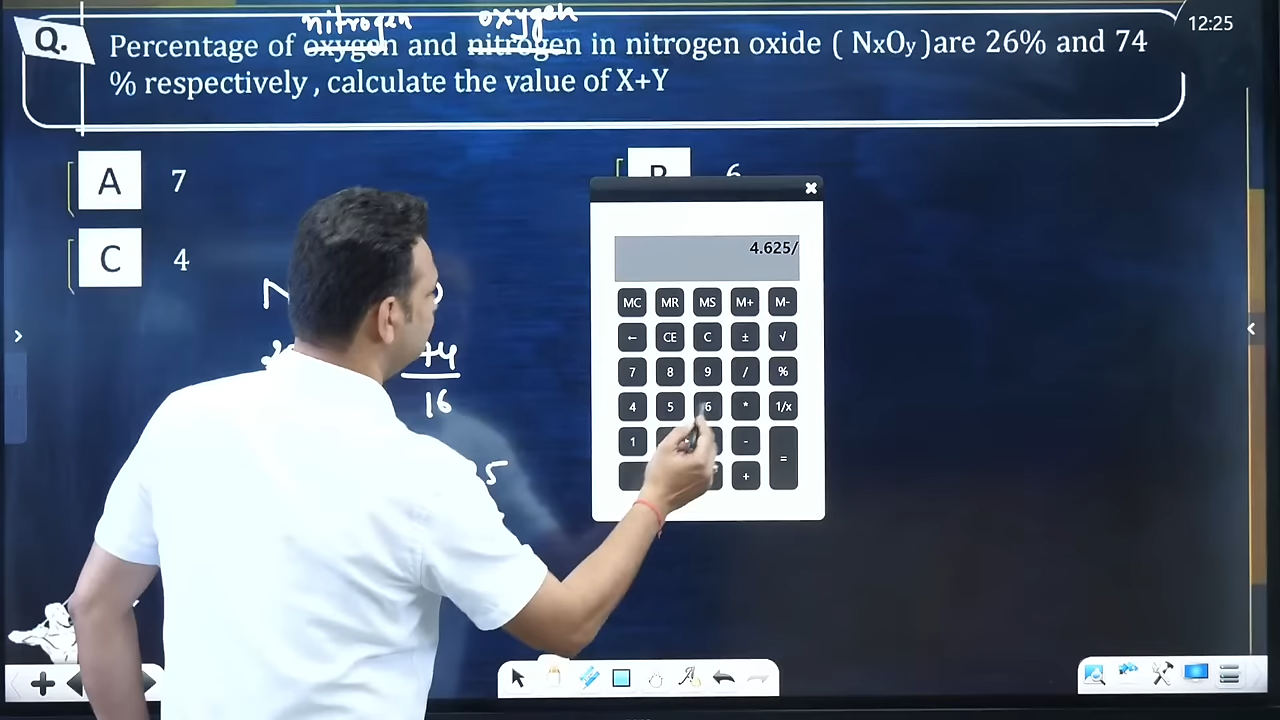 nitrogen oxygen
Q.
12:25
Percentage of oxygen and nitrogen in nitrogen oxide ( NxOy )are 26% and 74
% respectively , calculate the value of X+Y
A 7
B 6
C 4
4.625/
MC MR MS M+ M-
← CE C ± √
7 8 9 / %
4 5 6 * 1/x
1 - =
+
N
74
16
5